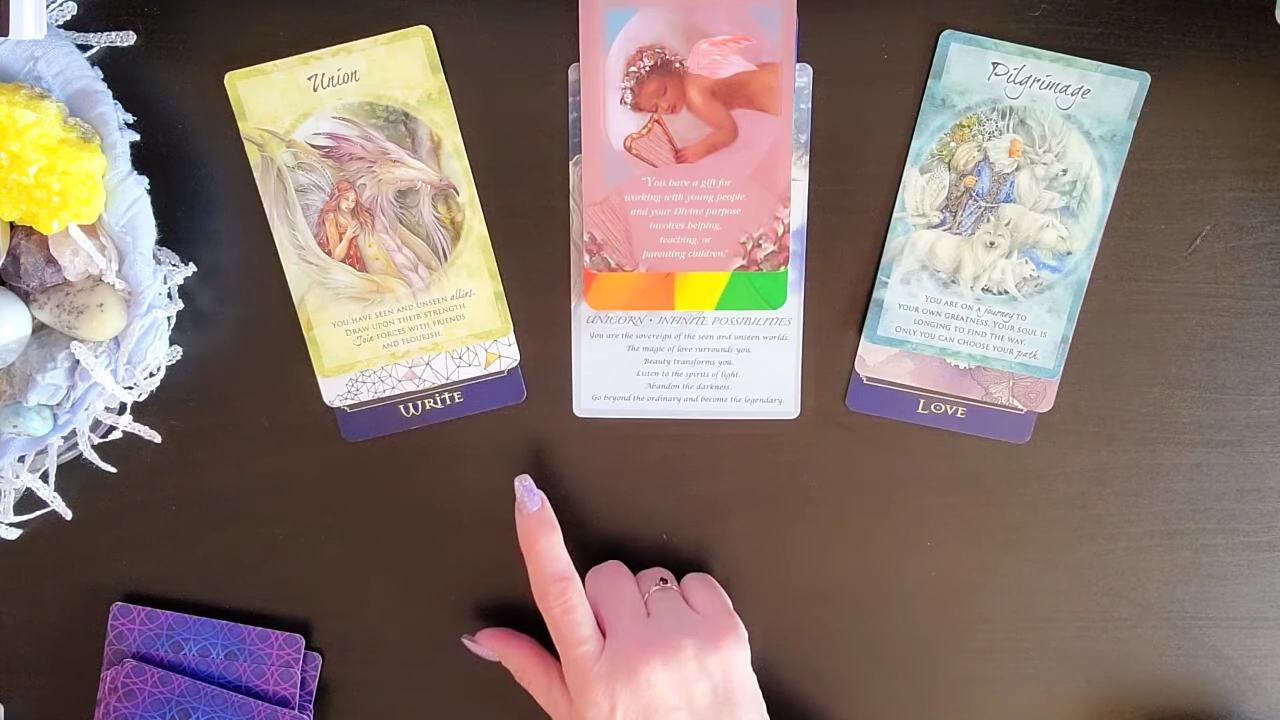 Union
YOU HAVE SEEN AND UNSEEN allies.
DRAW UPON THEIR STRENGTH.
Join FORCES WITH FRIENDS
AND FLOURISH.
WRITE
"You have a gift for
working with young people,
and your Divine purpose
involves helping,
teaching, or
parenting children."
UNICORN • INFINITE POSSIBILITIES
You are the sovereign of the seen and unseen worlds.
The magic of love surrounds you.
Beauty transforms you.
Listen to the spirits of light.
Abandon the darkness.
Go beyond the ordinary and become the legendary.
Pilgrimage
YOU ARE ON A journey TO
YOUR OWN GREATNESS. YOUR SOUL IS
LONGING TO FIND THE WAY.
ONLY YOU CAN CHOOSE YOUR path.
LOVE